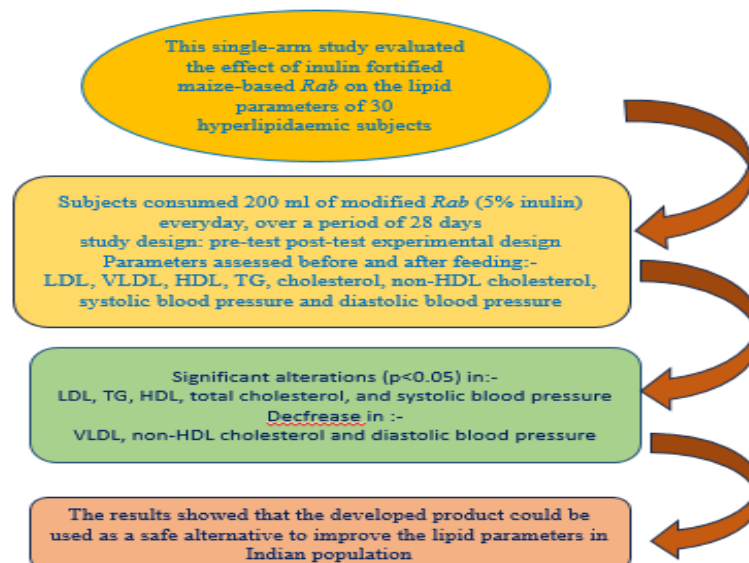 This single-arm study evaluated
the effect of inulin fortified
maize-based Rab on the lipid
parameters of 30
hyperlipidaemic subjects
Subjects consumed 200 ml of modified Rab (5% inulin)
everyday, over a period of 28 days
study design: pre-test post-test experimental design
Parameters assessed before and after feeding:-
LDL, VLDL, HDL, TG, cholesterol, non-HDL cholesterol,
systolic blood pressure and diastolic blood pressure
Significant alterations (p<0.05) in:-
LDL, TG, HDL, total cholesterol, and systolic blood pressure
Decfrease in :-
VLDL, non-HDL cholesterol and diastolic blood pressure
The results showed that the developed product could be
used as a safe alternative to improve the lipid parameters in
Indian population